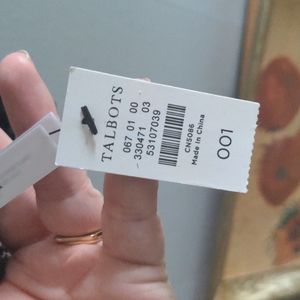 TALBOTS
067 01 00
330471 03
53107039
CN5086
Made In China
001